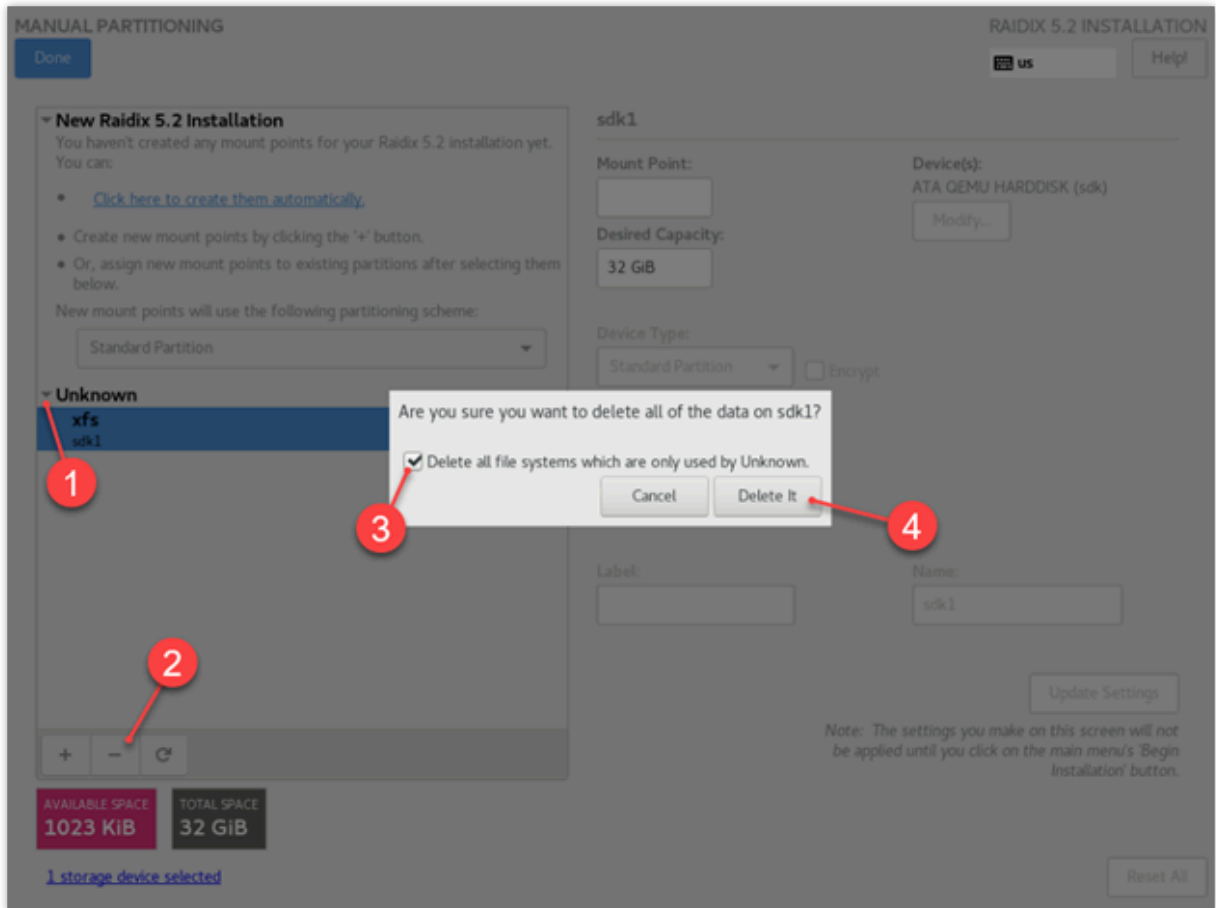 MANUAL PARTITIONING
RAIDIX 5.2 INSTALLATION
Done
us
Help!
New Raidix 5.2 Installation
You haven't created any mount points for your Raidix 5.2 installation yet.
You can:
• Click here to create them automatically.
• Create new mount points by clicking the '+' button.
• Or, assign new mount points to existing partitions after selecting them
below.
New mount points will use the following partitioning scheme:
Standard Partition
Unknown
xfs
sdk1
1
2
+ −
AVAILABLE SPACE
1023 KiB
TOTAL SPACE
32 GiB
1 storage device selected
sdk1
Mount Point:
Device(s):
ATA QEMU HARDDISK (sdk)
Modify...
Desired Capacity:
32 GiB
Device Type:
Standard Partition
Encrypt
Are you sure you want to delete all of the data on sdk1?
Delete all file systems which are only used by Unknown.
Cancel
Delete It
3
4
Label:
Name:
sdk1
Update Settings
Note: The settings you make on this screen will not
be applied until you click on the main menu's 'Begin
Installation' button.
Reset All